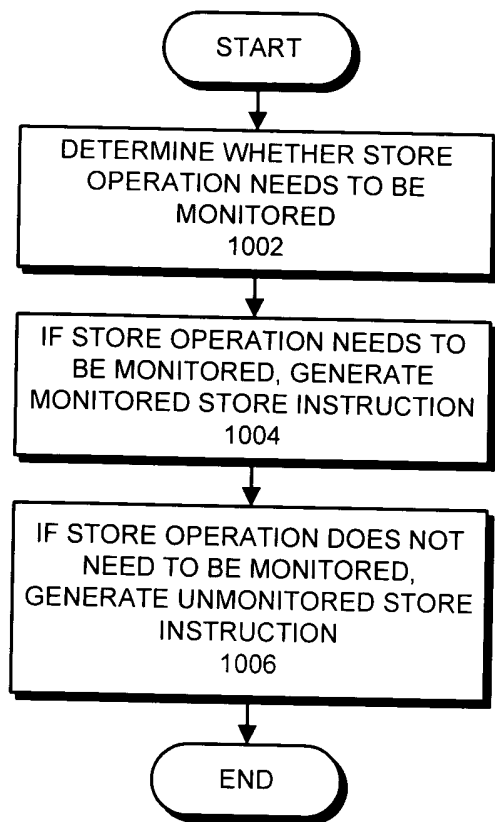 START
DETERMINE WHETHER STORE
OPERATION NEEDS TO BE
MONITORED
1002
IF STORE OPERATION NEEDS TO
BE MONITORED, GENERATE
MONITORED STORE INSTRUCTION
1004
IF STORE OPERATION DOES NOT
NEED TO BE MONITORED,
GENERATE UNMONITORED STORE
INSTRUCTION
1006
END